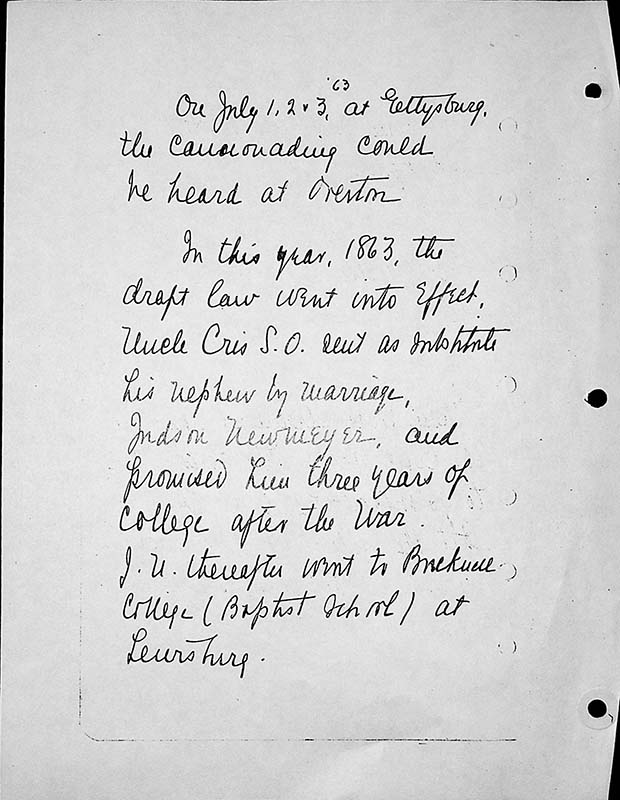 '63
On July 1, 2 & 3, at Gettysburg,
the cannonading could
be heard at Overton
In this year, 1863, the
draft law went into effect,
Uncle Cris S.O. sent as substitute
his nephew by marriage,
Judson Newmeyer, and
promised him three years of
college after the War.
J. N. thereafter went to Bucknell
College (Baptist School) at
Lewisburg.